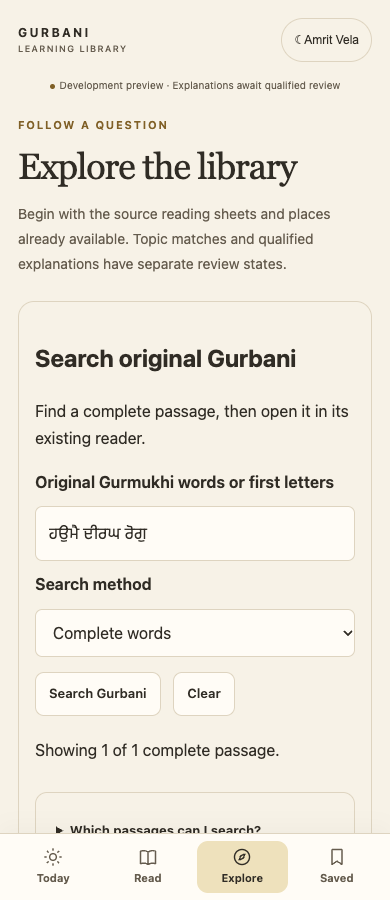 GURBANI
LEARNING LIBRARY
☾ Amrit Vela
Development preview · Explanations await qualified review
FOLLOW A QUESTION
Explore the library
Begin with the source reading sheets and places
already available. Topic matches and qualified
explanations have separate review states.
Search original Gurbani
Find a complete passage, then open it in its
existing reader.
Original Gurmukhi words or first letters
ਹਉਮੈ ਦੀਰਘ ਰੋਗੁ
Search method
Complete words
Search Gurbani
Clear
Showing 1 of 1 complete passage.
Which passages can I search?
Today
Read
Explore
Saved